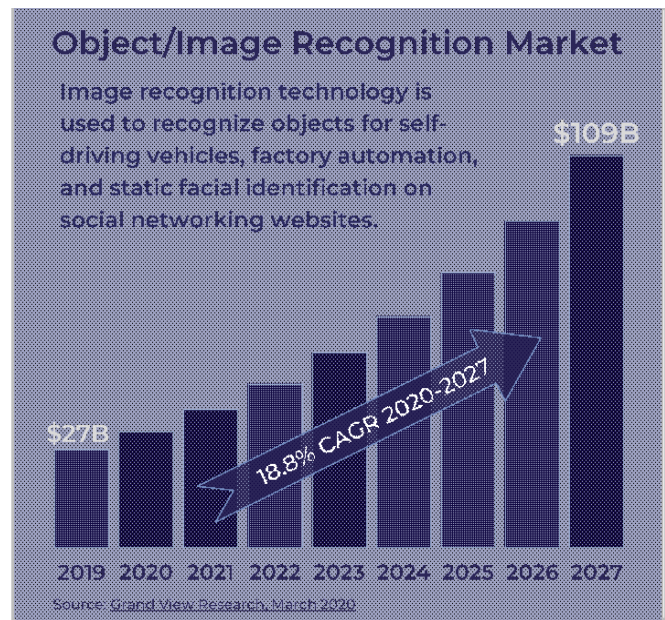 Object/Image Recognition Market
Image recognition technology is
used to recognize objects for self-
driving vehicles, factory automation,
and static facial identification on
social networking websites.
$109B
$27B
18.8% CAGR 2020-2027
2019 2020 2021 2022 2023 2024 2025 2026 2027
Source: Grand View Research, March 2020